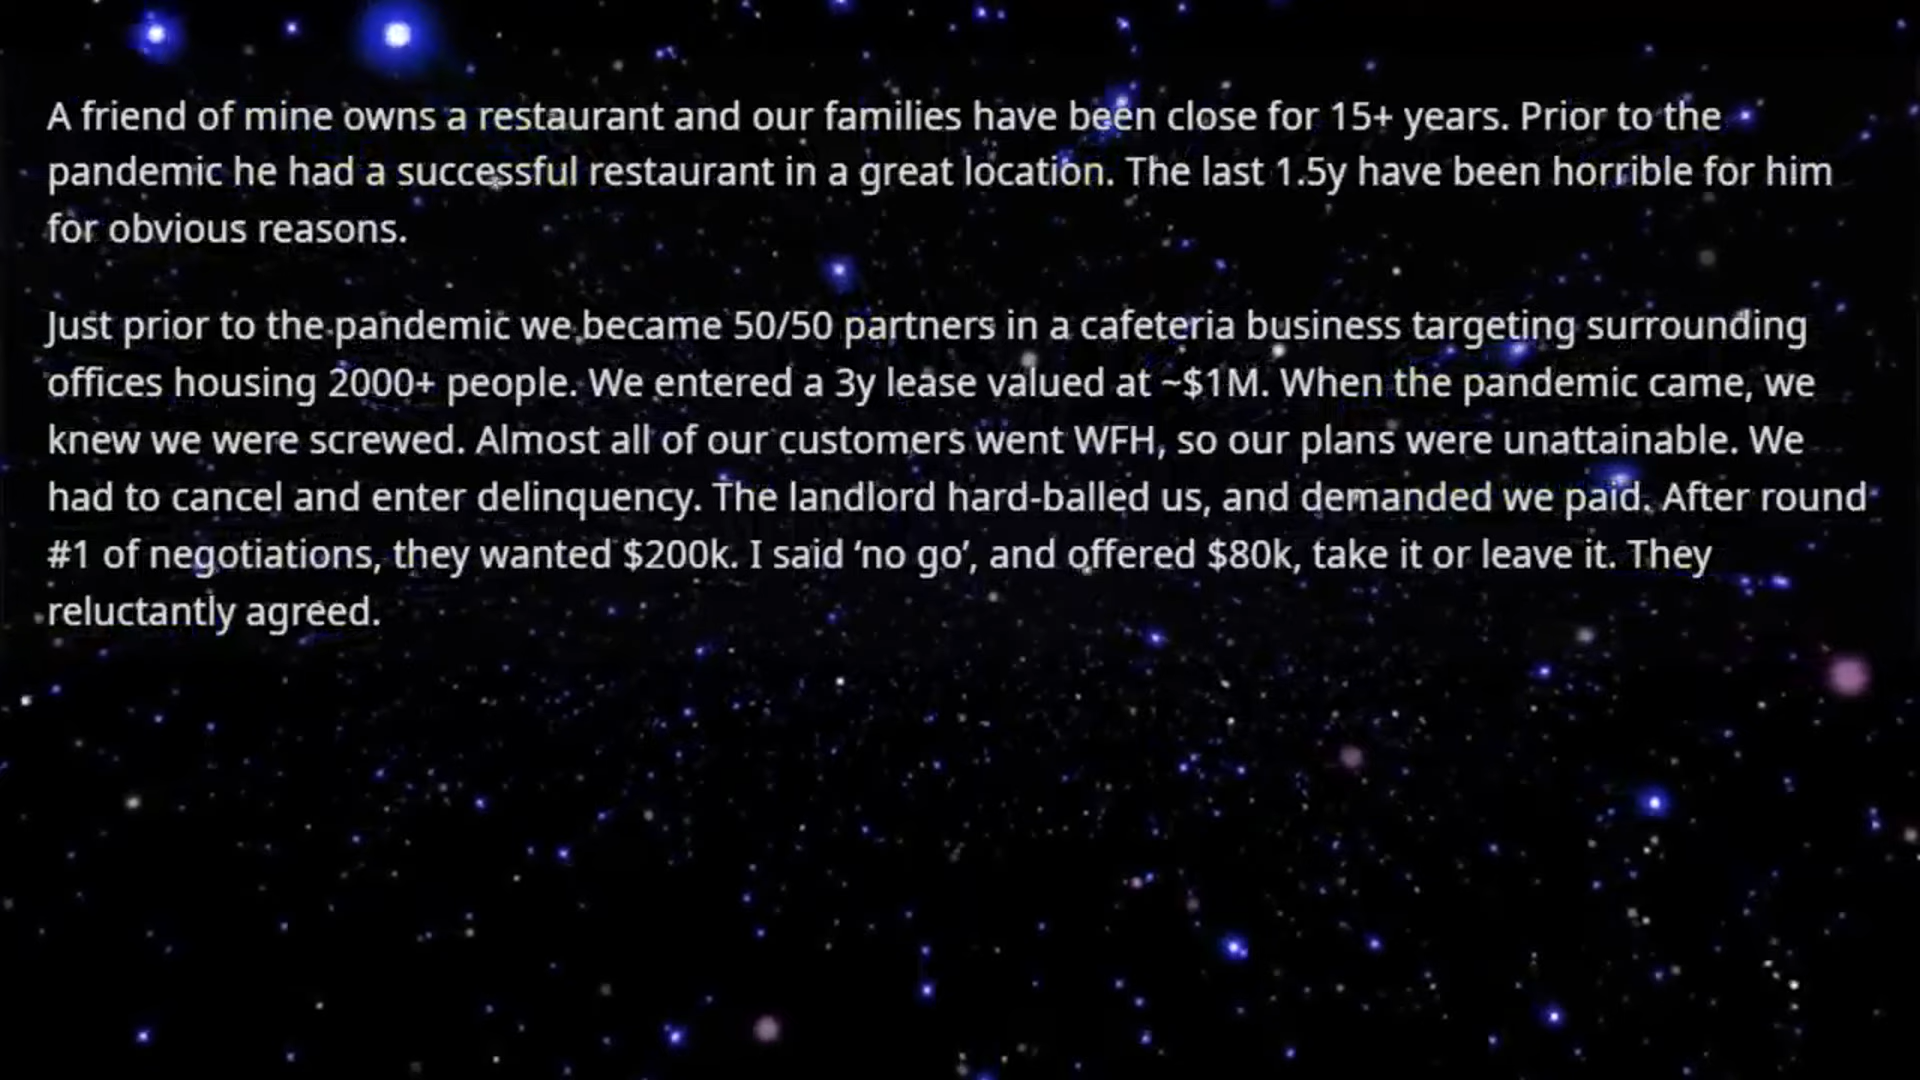 A friend of mine owns a restaurant and our families have been close for 15+ years. Prior to the
pandemic he had a successful restaurant in a great location. The last 1.5y have been horrible for him
for obvious reasons.
Just prior to the pandemic we became 50/50 partners in a cafeteria business targeting surrounding
offices housing 2000+ people. We entered a 3y lease valued at ~$1M. When the pandemic came, we
knew we were screwed. Almost all of our customers went WFH, so our plans were unattainable. We
had to cancel and enter delinquency. The landlord hard-balled us, and demanded we paid. After round
#1 of negotiations, they wanted $200k. I said ‘no go’, and offered $80k, take it or leave it. They
reluctantly agreed.